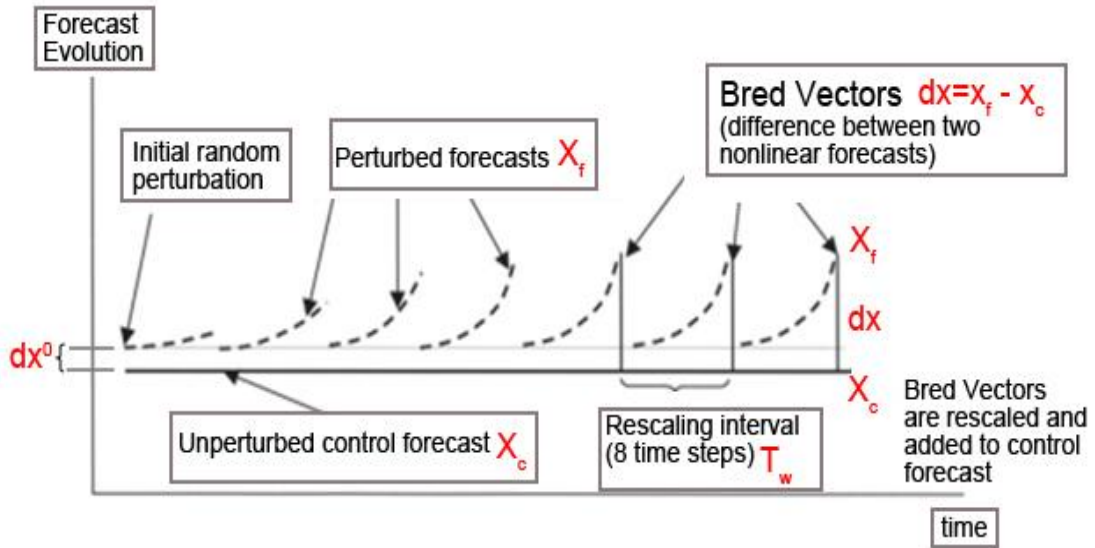 Forecast
Evolution
Initial random
perturbation
Perturbed forecasts X_f
Bred Vectors dx=x_f - x_c
(difference between two
nonlinear forecasts)
X_f
dx
dx⁰{
X_c
Unperturbed control forecast X_c
Rescaling interval
(8 time steps) T_w
Bred Vectors
are rescaled and
added to control
forecast
time